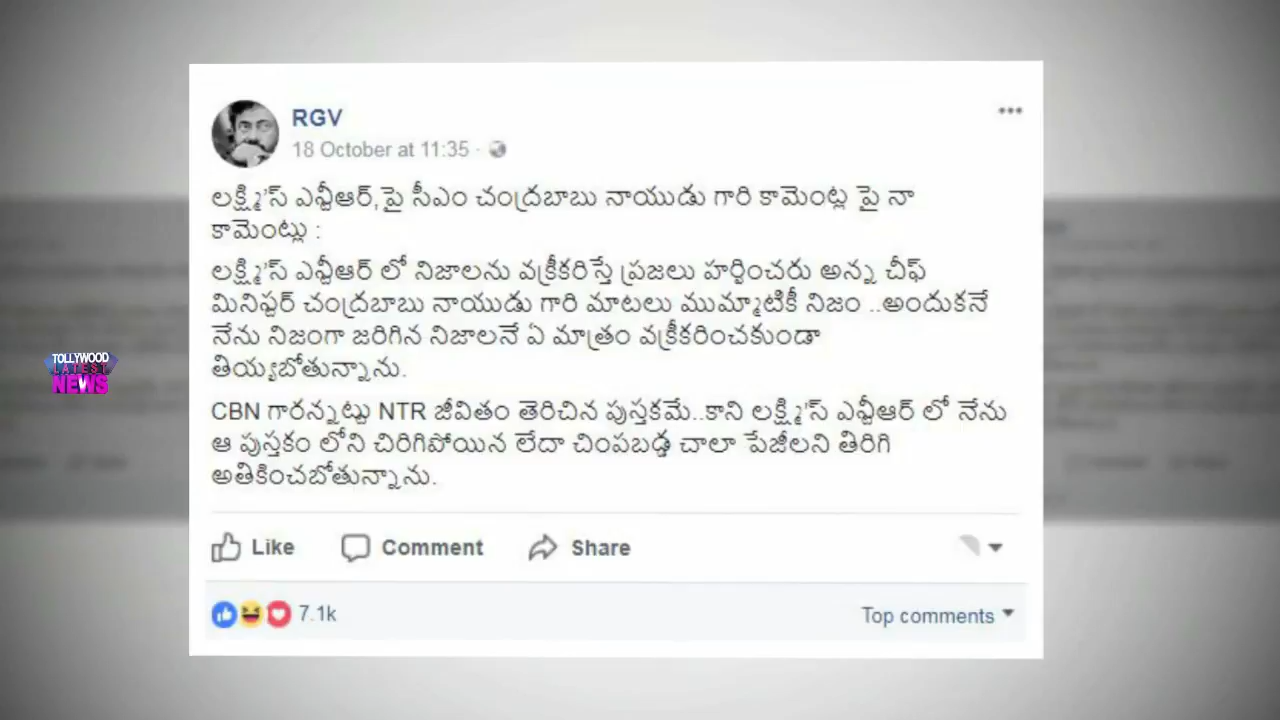 RGV
18 October at 11:35 ·
లక్ష్మి'స్ ఎన్టీఆర్,పై సీఎం చంద్రబాబు నాయుడు గారి కామెంట్ల పై నా
కామెంట్లు :
లక్ష్మి'స్ ఎన్టీఆర్ లో నిజాలను వక్రీకరిస్తే ప్రజలు హర్షించరు అన్న చీఫ్
మినిష్టర్ చంద్రబాబు నాయుడు గారి మాటలు ముమ్మాటికీ నిజం ..అందుకనే
నేను నిజంగా జరిగిన నిజాలనే ఏ మాత్రం వక్రీకరించకుండా
తియ్యబోతున్నాను.
CBN గారన్నట్టు NTR జీవితం తెరిచిన పుస్తకమే..కాని లక్ష్మి'స్ ఎన్టీఆర్ లో నేను
ఆ పుస్తకం లోని చిరిగిపోయిన లేదా చింపబడ్డ చాలా పేజీలని తిరిగి
అతికించబోతున్నాను.
Like Comment Share
7.1k Top comments
TOLLYWOOD
LATEST
NEWS